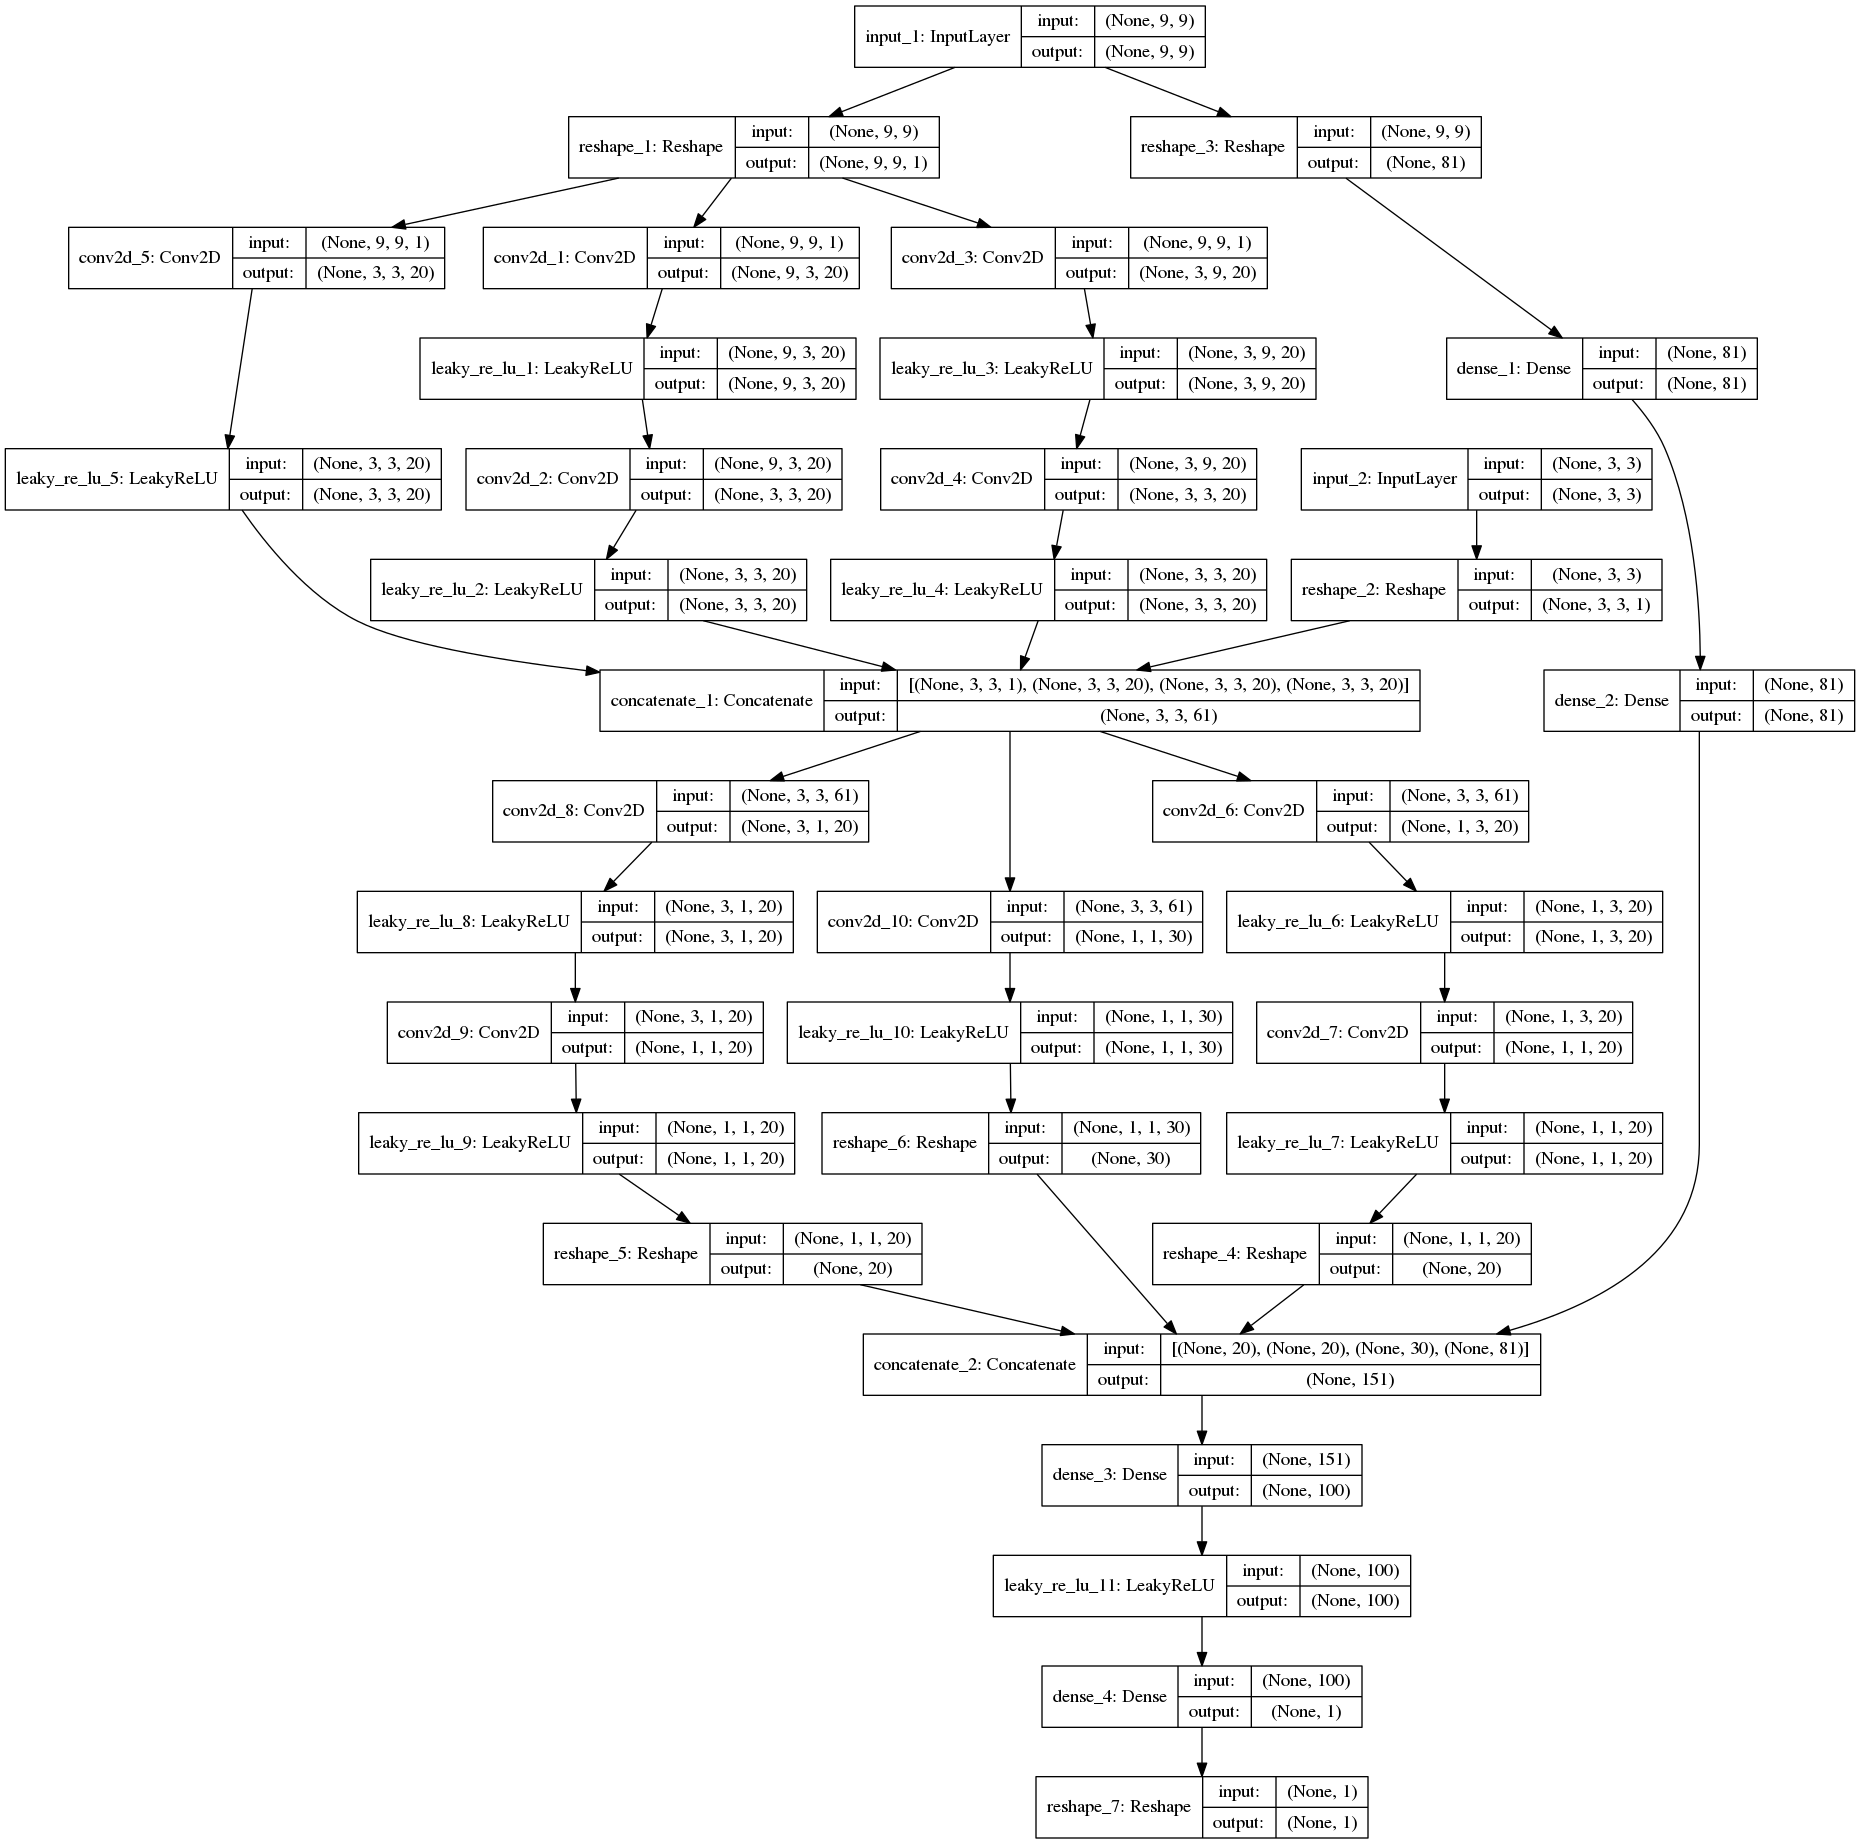 input_1: InputLayer
input: (None, 9, 9)
output: (None, 9, 9)
reshape_1: Reshape
input: (None, 9, 9)
output: (None, 9, 9, 1)
reshape_3: Reshape
input: (None, 9, 9)
output: (None, 81)
conv2d_5: Conv2D
input: (None, 9, 9, 1)
output: (None, 3, 3, 20)
conv2d_1: Conv2D
input: (None, 9, 9, 1)
output: (None, 9, 3, 20)
conv2d_3: Conv2D
input: (None, 9, 9, 1)
output: (None, 3, 9, 20)
leaky_re_lu_1: LeakyReLU
input: (None, 9, 3, 20)
output: (None, 9, 3, 20)
leaky_re_lu_3: LeakyReLU
input: (None, 3, 9, 20)
output: (None, 3, 9, 20)
dense_1: Dense
input: (None, 81)
output: (None, 81)
leaky_re_lu_5: LeakyReLU
input: (None, 3, 3, 20)
output: (None, 3, 3, 20)
conv2d_2: Conv2D
input: (None, 9, 3, 20)
output: (None, 3, 3, 20)
conv2d_4: Conv2D
input: (None, 3, 9, 20)
output: (None, 3, 3, 20)
input_2: InputLayer
input: (None, 3, 3)
output: (None, 3, 3)
leaky_re_lu_2: LeakyReLU
input: (None, 3, 3, 20)
output: (None, 3, 3, 20)
leaky_re_lu_4: LeakyReLU
input: (None, 3, 3, 20)
output: (None, 3, 3, 20)
reshape_2: Reshape
input: (None, 3, 3)
output: (None, 3, 3, 1)
concatenate_1: Concatenate
input: [(None, 3, 3, 1), (None, 3, 3, 20), (None, 3, 3, 20), (None, 3, 3, 20)]
output: (None, 3, 3, 61)
dense_2: Dense
input: (None, 81)
output: (None, 81)
conv2d_8: Conv2D
input: (None, 3, 3, 61)
output: (None, 3, 1, 20)
conv2d_6: Conv2D
input: (None, 3, 3, 61)
output: (None, 1, 3, 20)
leaky_re_lu_8: LeakyReLU
input: (None, 3, 1, 20)
output: (None, 3, 1, 20)
conv2d_10: Conv2D
input: (None, 3, 3, 61)
output: (None, 1, 1, 30)
leaky_re_lu_6: LeakyReLU
input: (None, 1, 3, 20)
output: (None, 1, 3, 20)
conv2d_9: Conv2D
input: (None, 3, 1, 20)
output: (None, 1, 1, 20)
leaky_re_lu_10: LeakyReLU
input: (None, 1, 1, 30)
output: (None, 1, 1, 30)
conv2d_7: Conv2D
input: (None, 1, 3, 20)
output: (None, 1, 1, 20)
leaky_re_lu_9: LeakyReLU
input: (None, 1, 1, 20)
output: (None, 1, 1, 20)
reshape_6: Reshape
input: (None, 1, 1, 30)
output: (None, 30)
leaky_re_lu_7: LeakyReLU
input: (None, 1, 1, 20)
output: (None, 1, 1, 20)
reshape_5: Reshape
input: (None, 1, 1, 20)
output: (None, 20)
reshape_4: Reshape
input: (None, 1, 1, 20)
output: (None, 20)
concatenate_2: Concatenate
input: [(None, 20), (None, 20), (None, 30), (None, 81)]
output: (None, 151)
dense_3: Dense
input: (None, 151)
output: (None, 100)
leaky_re_lu_11: LeakyReLU
input: (None, 100)
output: (None, 100)
dense_4: Dense
input: (None, 100)
output: (None, 1)
reshape_7: Reshape
input: (None, 1)
output: (None, 1)